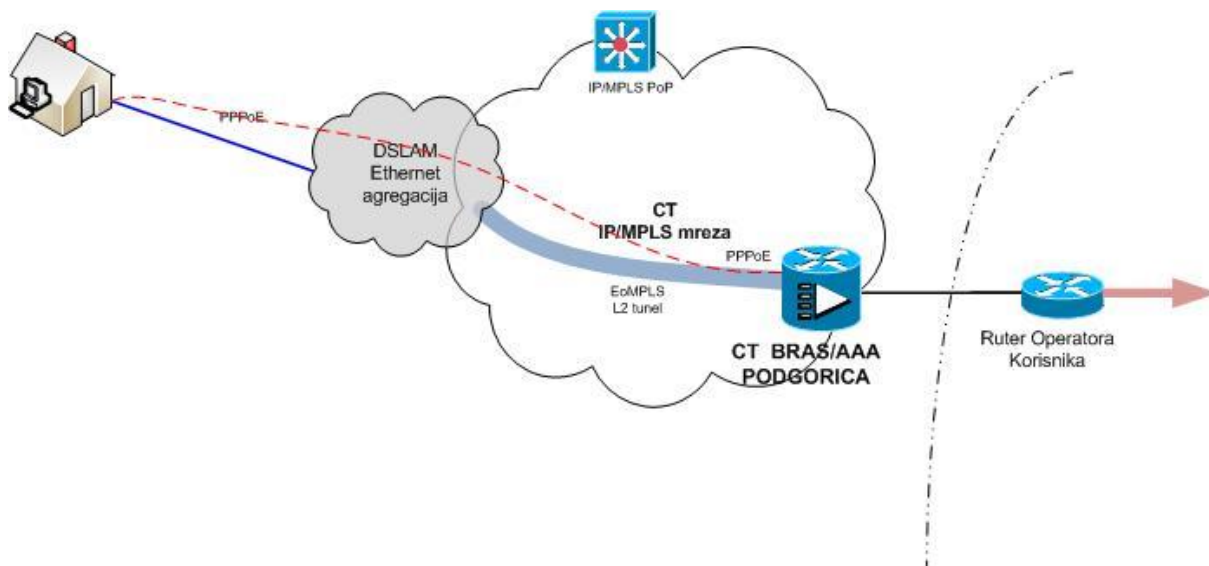 IP/MPLS PoP
PPPoE
DSLAM
Ethernet
agregacija
CT
IP/MPLS mreza
PPPoE
EoMPLS
L2 tunel
CT BRAS/AAA
PODGORICA
Ruter Operatora
Korisnika